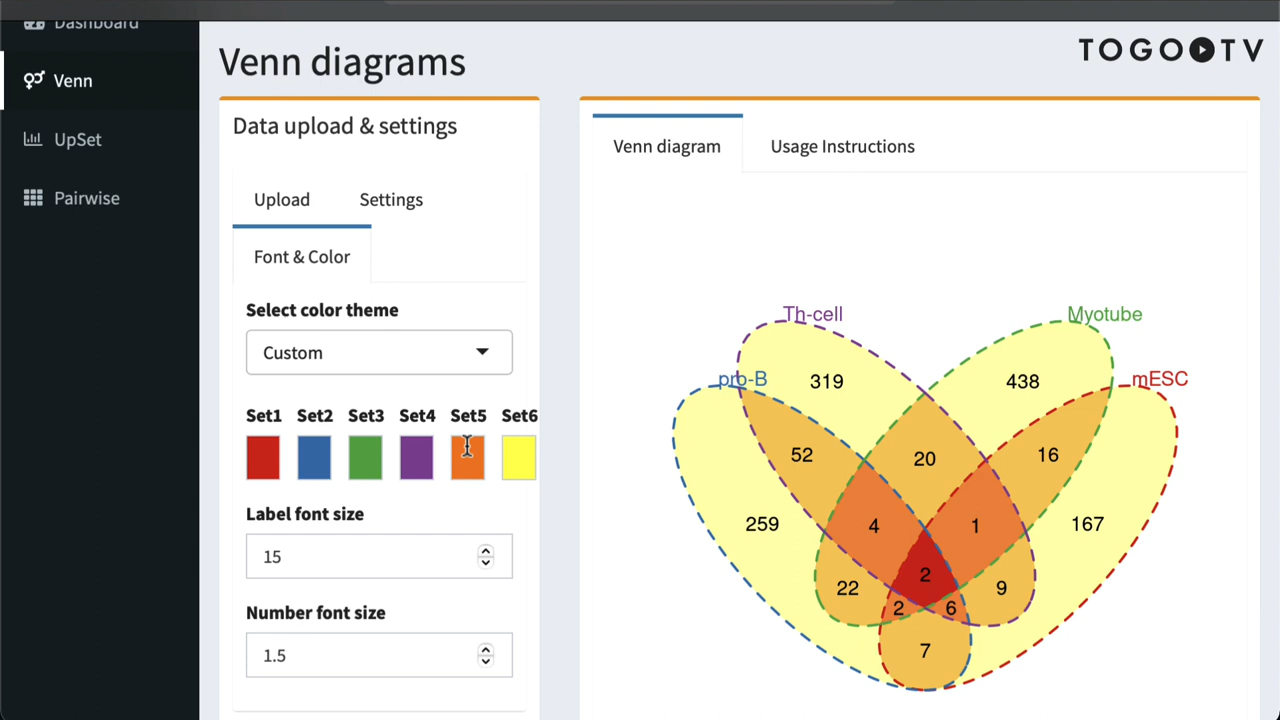 Dashboard
Venn
UpSet
Pairwise
Venn diagrams
TOGO TV
Data upload & settings
Upload Settings
Font & Color
Select color theme
Custom
Set1 Set2 Set3 Set4 Set5 Set6
Label font size
15
Number font size
1.5
Venn diagram Usage Instructions
Th-cell Myotube
pro-B mESC
319 438
52 20 16
259 4 1 167
2
22 9
2 6
7